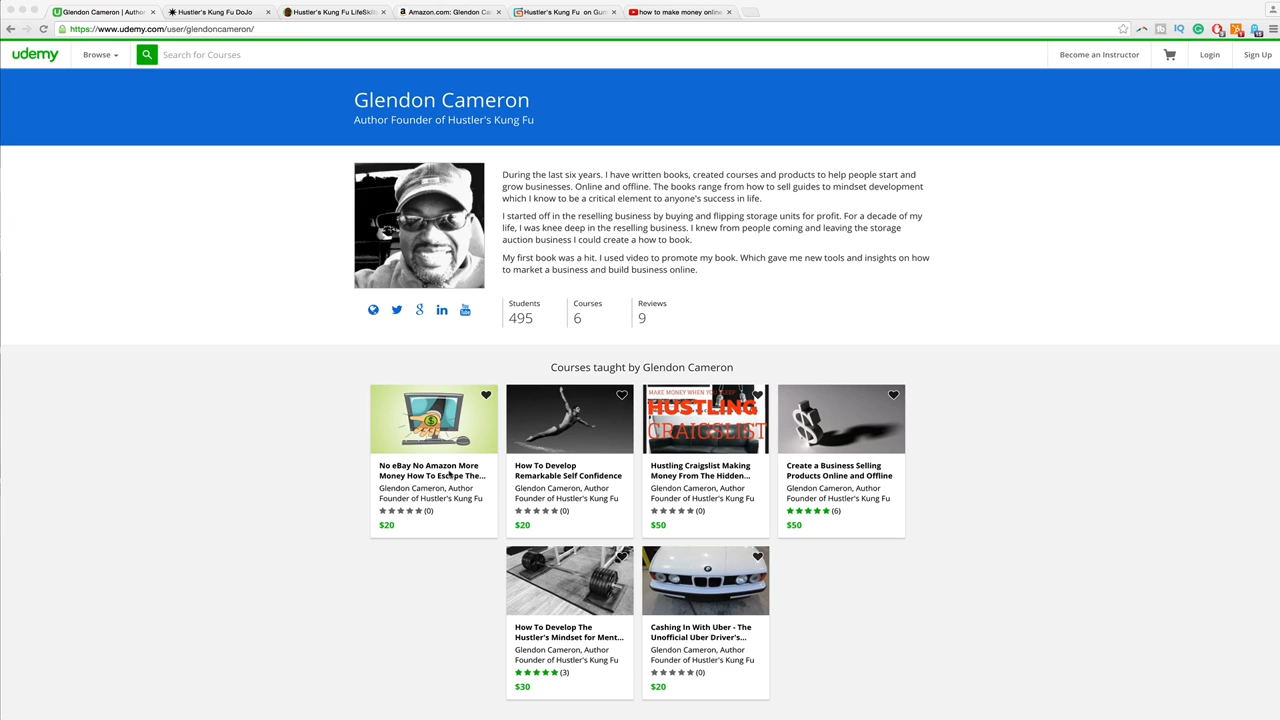 Glendon Cameron | Author
Hustler's Kung Fu DoJo
Hustler's Kung Fu LifeSkill
Amazon.com: Glendon Ca
Hustler's Kung Fu on Gum
how to make money online
https://www.udemy.com/user/glendoncameron/
udemy
Browse
Search for Courses
Become an Instructor
Login
Sign Up
Glendon Cameron
Author Founder of Hustler's Kung Fu
During the last six years. I have written books, created courses and products to help people start and
grow businesses. Online and offline. The books range from how to sell guides to mindset development
which I know to be a critical element to anyone's success in life.
I started off in the reselling business by buying and flipping storage units for profit. For a decade of my
life, I was knee deep in the reselling business. I knew from people coming and leaving the storage
auction business I could create a how to book.
My first book was a hit. I used video to promote my book. Which gave me new tools and insights on how
to market a business and build business online.
Students
495
Courses
6
Reviews
9
Courses taught by Glendon Cameron
No eBay No Amazon More
Money How To Escape The...
Glendon Cameron, Author
Founder of Hustler's Kung Fu
(0)
$20
How To Develop
Remarkable Self Confidence
Glendon Cameron, Author
Founder of Hustler's Kung Fu
(0)
$20
MAKE MONEY WHEN YOU
HUSTLING
CRAIGSLIST
Hustling Craigslist Making
Money From The Hidden...
Glendon Cameron, Author
Founder of Hustler's Kung Fu
(0)
$50
Create a Business Selling
Products Online and Offline
Glendon Cameron, Author
Founder of Hustler's Kung Fu
(6)
$50
How To Develop The
Hustler's Mindset for Ment...
Glendon Cameron, Author
Founder of Hustler's Kung Fu
(3)
$30
Cashing In With Uber - The
Unofficial Uber Driver's...
Glendon Cameron, Author
Founder of Hustler's Kung Fu
(0)
$20